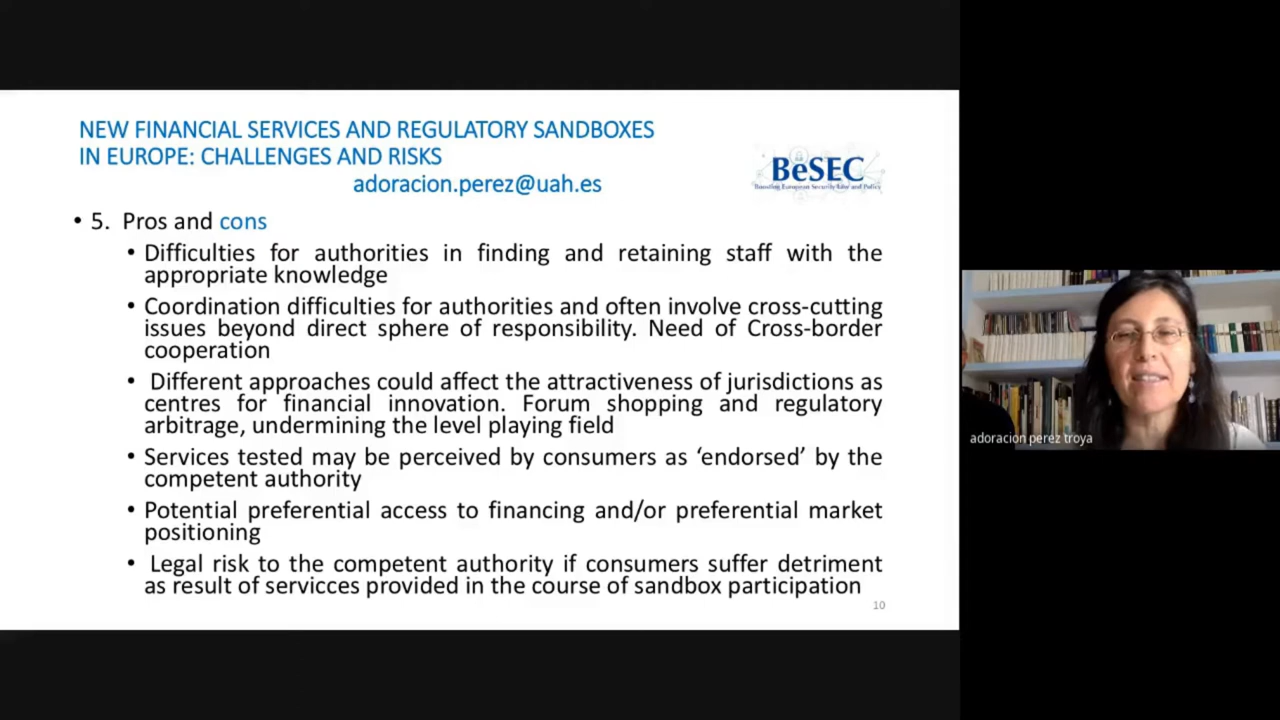 NEW FINANCIAL SERVICES AND REGULATORY SANDBOXES
IN EUROPE: CHALLENGES AND RISKS
adoracion.perez@uah.es
BeSEC
Boosting European Security Law and Policy
• 5. Pros and cons
• Difficulties for authorities in finding and retaining staff with the
appropriate knowledge
• Coordination difficulties for authorities and often involve cross-cutting
issues beyond direct sphere of responsibility. Need of Cross-border
cooperation
• Different approaches could affect the attractiveness of jurisdictions as
centres for financial innovation. Forum shopping and regulatory
arbitrage, undermining the level playing field
• Services tested may be perceived by consumers as ‘endorsed’ by the
competent authority
• Potential preferential access to financing and/or preferential market
positioning
• Legal risk to the competent authority if consumers suffer detriment
as result of servicces provided in the course of sandbox participation
10
adoracion perez troya